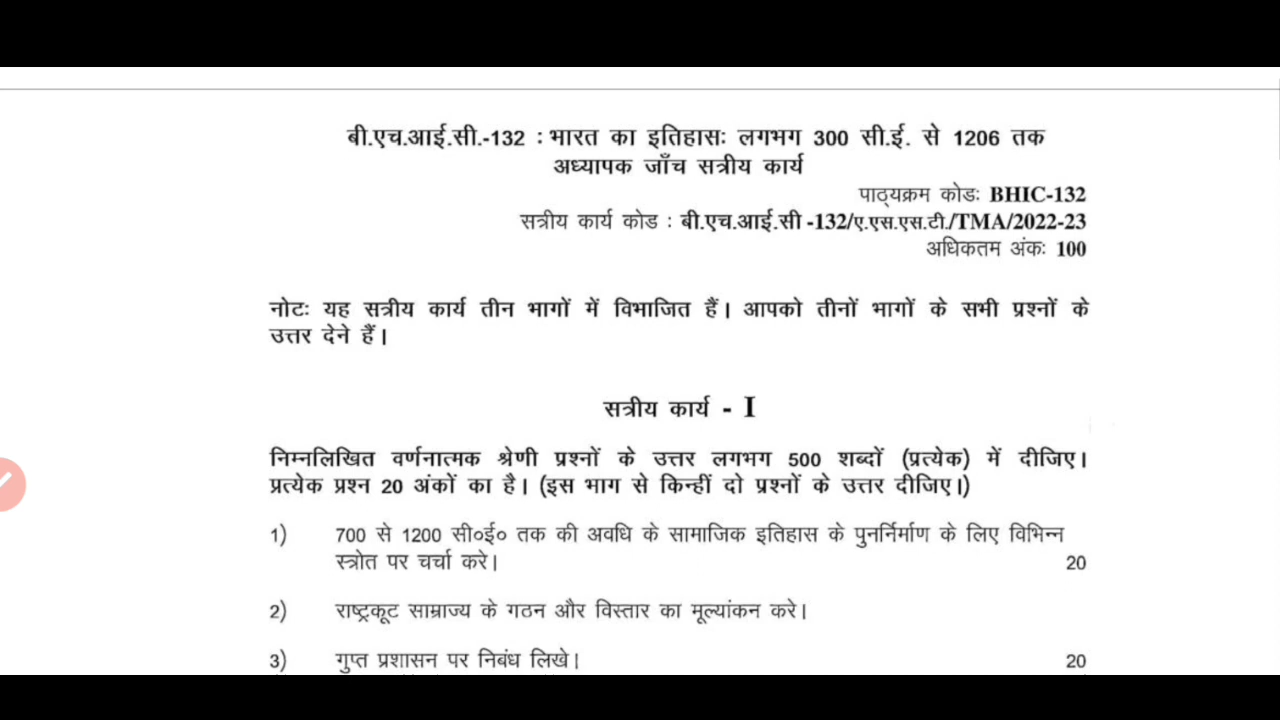 बी.एच.आई.सी.-132 : भारत का इतिहासः लगभग 300 सी.ई. से 1206 तक
अध्यापक जाँच सत्रीय कार्य
पाठ्यक्रम कोडः BHIC-132
सत्रीय कार्य कोड : बी.एच.आई.सी -132/ए.एस.एस.टी./TMA/2022-23
अधिकतम अंकः 100
नोटः यह सत्रीय कार्य तीन भागों में विभाजित हैं। आपको तीनों भागों के सभी प्रश्नों के
उत्तर देने हैं।
सत्रीय कार्य - I
निम्नलिखित वर्णनात्मक श्रेणी प्रश्नों के उत्तर लगभग 500 शब्दों (प्रत्येक) में दीजिए।
प्रत्येक प्रश्न 20 अंकों का है। (इस भाग से किन्हीं दो प्रश्नों के उत्तर दीजिए।)
1) 700 से 1200 सी०ई० तक की अवधि के सामाजिक इतिहास के पुनर्निर्माण के लिए विभिन्न
स्त्रोत पर चर्चा करे। 20
2) राष्ट्रकूट साम्राज्य के गठन और विस्तार का मूल्यांकन करे।
3) गुप्त प्रशासन पर निबंध लिखे। 20